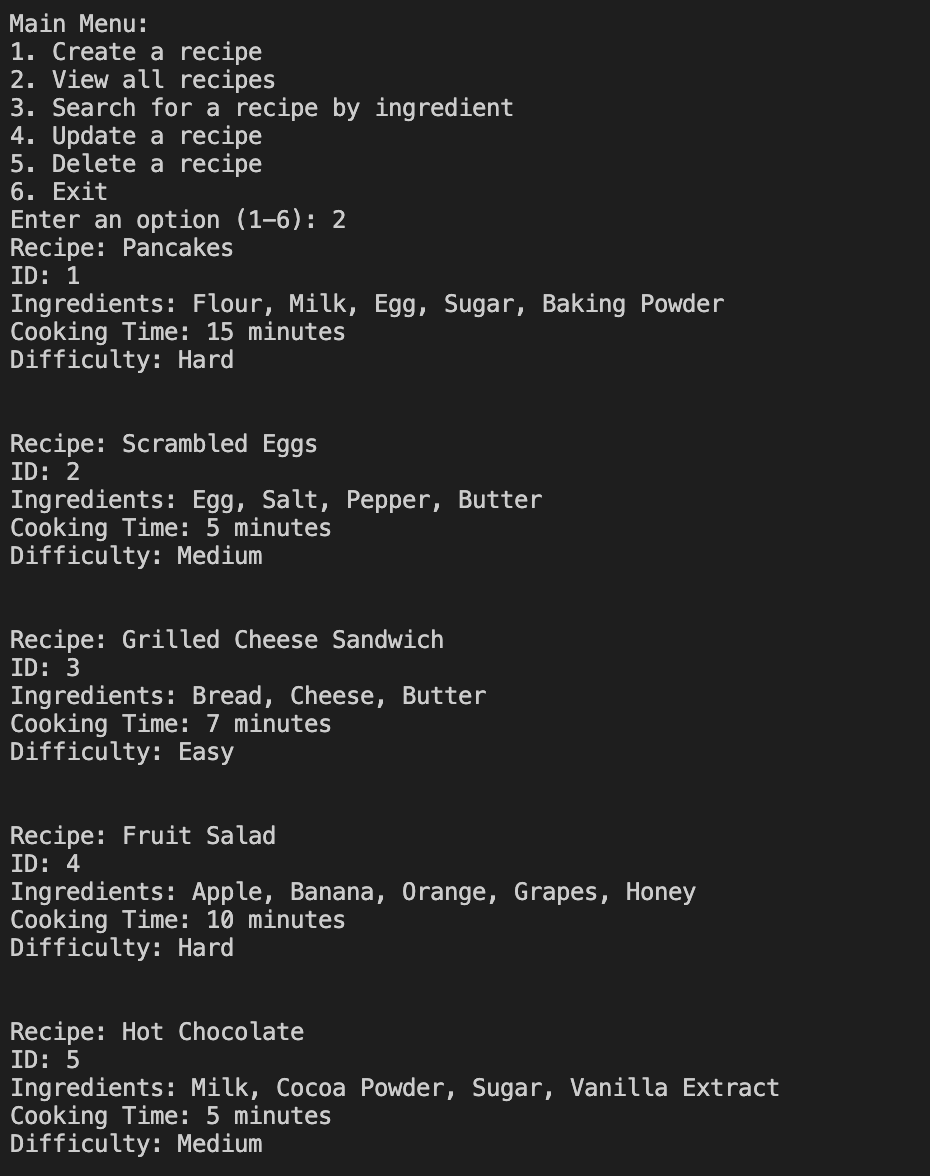 Main Menu:
1. Create a recipe
2. View all recipes
3. Search for a recipe by ingredient
4. Update a recipe
5. Delete a recipe
6. Exit
Enter an option (1-6): 2
Recipe: Pancakes
ID: 1
Ingredients: Flour, Milk, Egg, Sugar, Baking Powder
Cooking Time: 15 minutes
Difficulty: Hard
Recipe: Scrambled Eggs
ID: 2
Ingredients: Egg, Salt, Pepper, Butter
Cooking Time: 5 minutes
Difficulty: Medium
Recipe: Grilled Cheese Sandwich
ID: 3
Ingredients: Bread, Cheese, Butter
Cooking Time: 7 minutes
Difficulty: Easy
Recipe: Fruit Salad
ID: 4
Ingredients: Apple, Banana, Orange, Grapes, Honey
Cooking Time: 10 minutes
Difficulty: Hard
Recipe: Hot Chocolate
ID: 5
Ingredients: Milk, Cocoa Powder, Sugar, Vanilla Extract
Cooking Time: 5 minutes
Difficulty: Medium